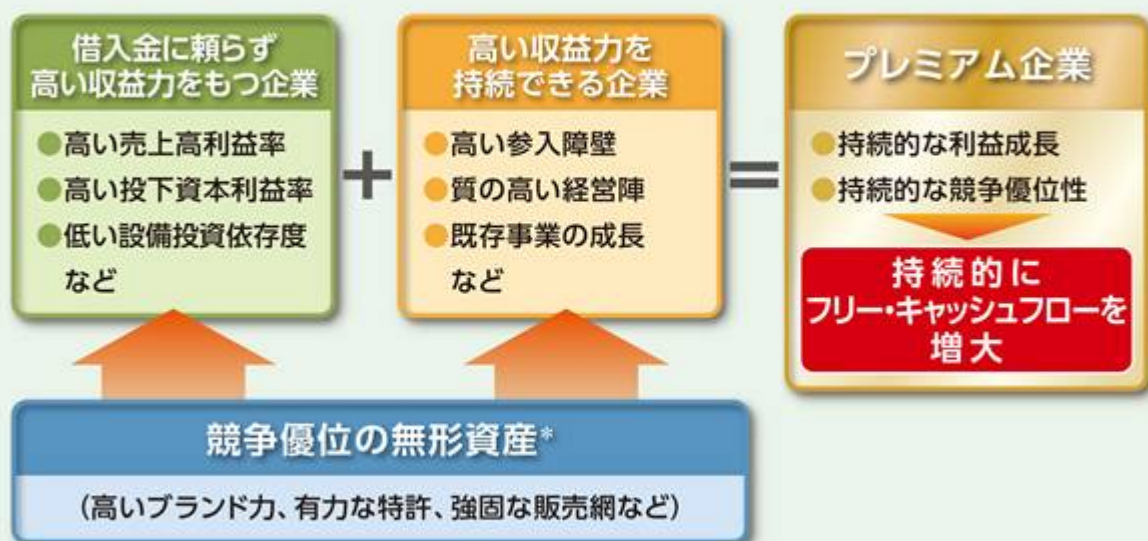 借入金に頼らず
高い収益力をもつ企業
●高い売上高利益率
●高い投下資本利益率
●低い設備投資依存度
など
+
高い収益力を
持続できる企業
●高い参入障壁
●質の高い経営陣
●既存事業の成長
など
=
プレミアム企業
●持続的な利益成長
●持続的な競争優位性
持続的に
フリー・キャッシュフローを
増大
競争優位の無形資産*
(高いブランド力、有力な特許、強固な販売網など)